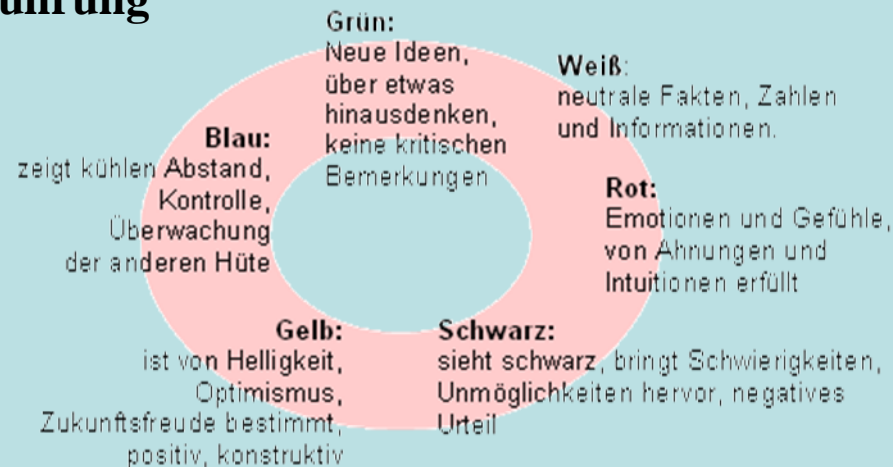 Grün:
Neue Ideen,
über etwas
hinausdenken,
keine kritischen
Bemerkungen
Weiß:
neutrale Fakten, Zahlen
und Informationen.
Rot:
Emotionen und Gefühle,
von Ahnungen und
Intuitionen erfüllt
Schwarz:
sieht schwarz, bringt Schwierigkeiten,
Unmöglichkeiten hervor, negatives
Urteil
Gelb:
ist von Helligkeit,
Optimismus,
Zukunftsfreude bestimmt,
positiv, konstruktiv
Blau:
zeigt kühlen Abstand,
Kontrolle,
Überwachung
der anderen Hüte